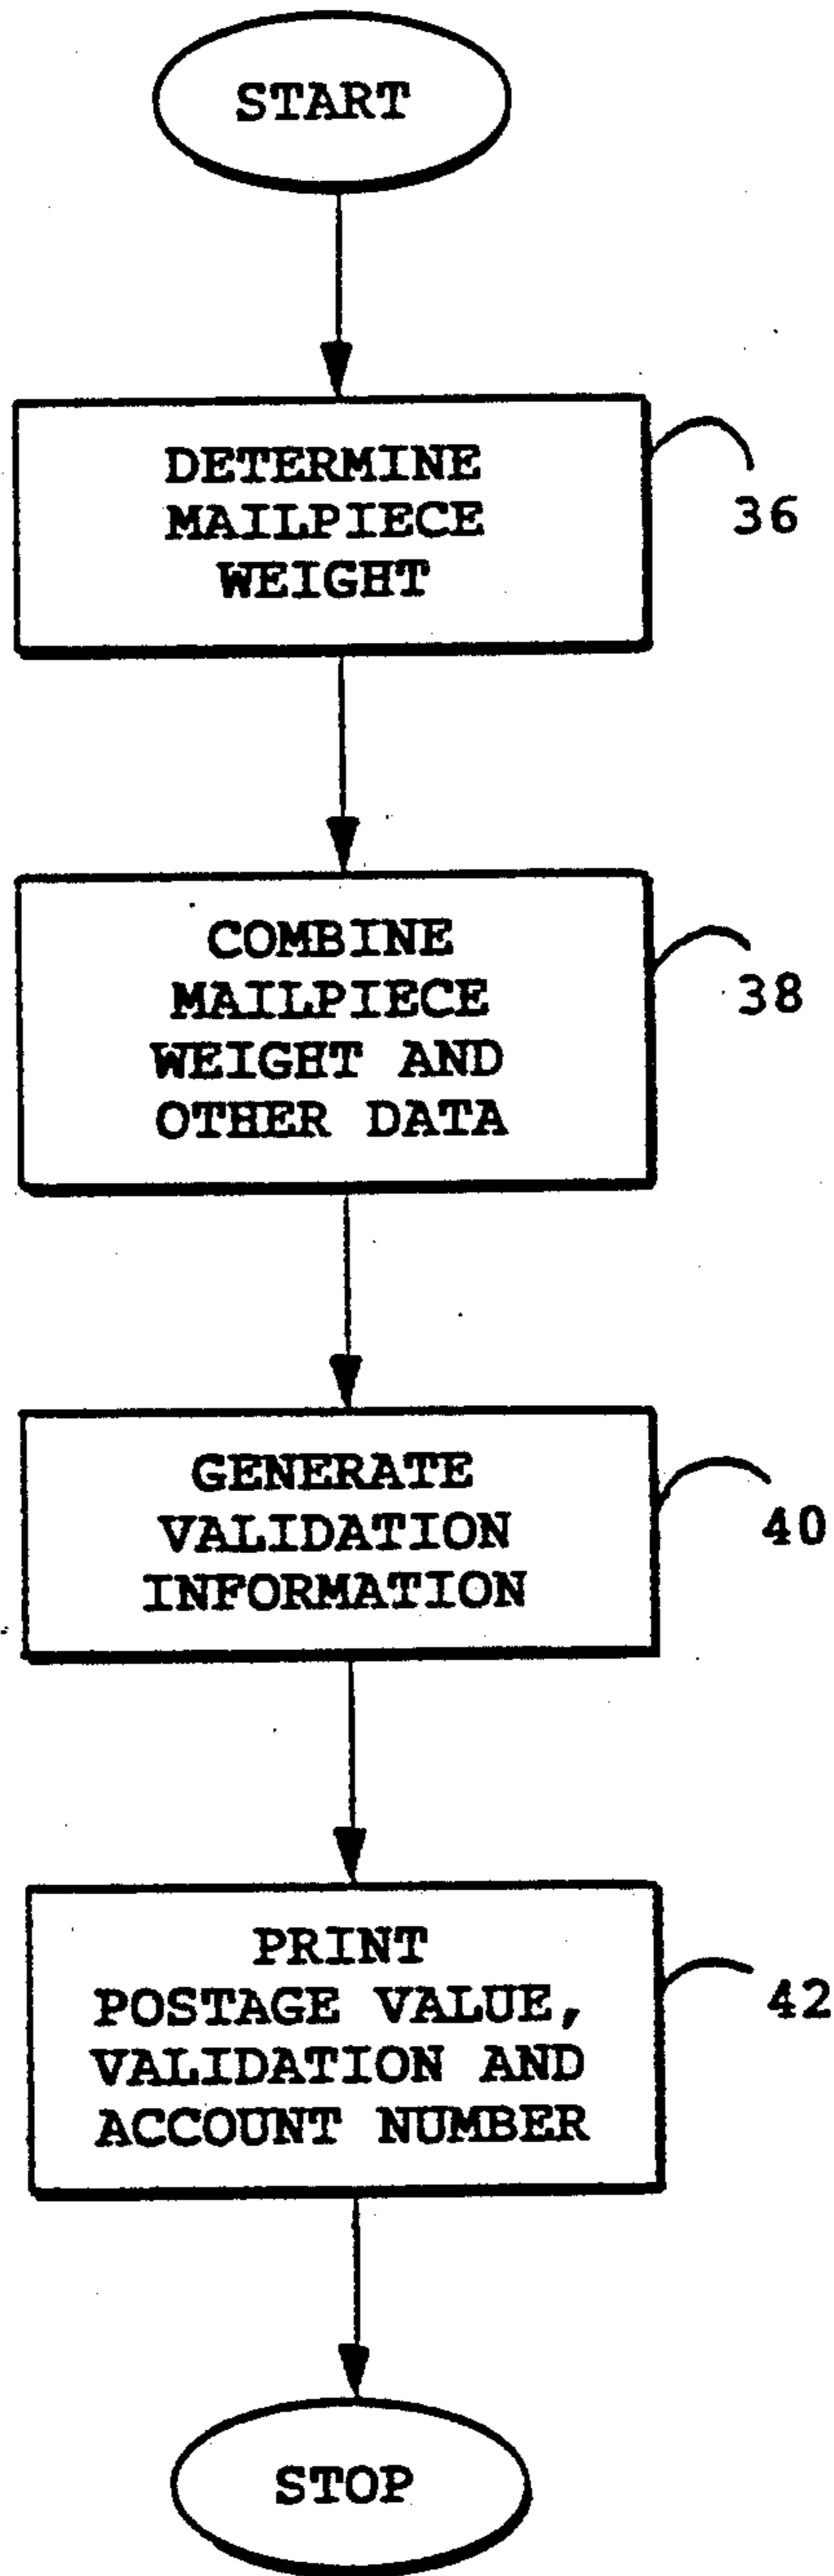 START
DETERMINE
MAILPIECE
WEIGHT
36
COMBINE
MAILPIECE
WEIGHT AND
OTHER DATA
38
GENERATE
VALIDATION
INFORMATION
40
PRINT
POSTAGE VALUE,
VALIDATION AND
ACCOUNT NUMBER
42
STOP